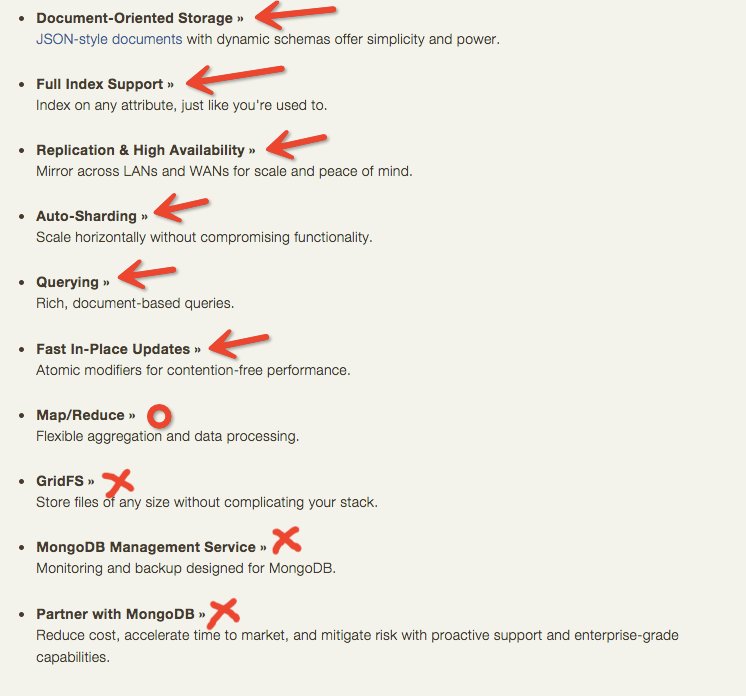 Document-Oriented Storage »
JSON-style documents with dynamic schemas offer simplicity and power.
Full Index Support »
Index on any attribute, just like you're used to.
Replication & High Availability »
Mirror across LANs and WANs for scale and peace of mind.
Auto-Sharding »
Scale horizontally without compromising functionality.
Querying »
Rich, document-based queries.
Fast In-Place Updates »
Atomic modifiers for contention-free performance.
Map/Reduce »
Flexible aggregation and data processing.
GridFS »
Store files of any size without complicating your stack.
MongoDB Management Service »
Monitoring and backup designed for MongoDB.
Partner with MongoDB »
Reduce cost, accelerate time to market, and mitigate risk with proactive support and enterprise-grade
capabilities.